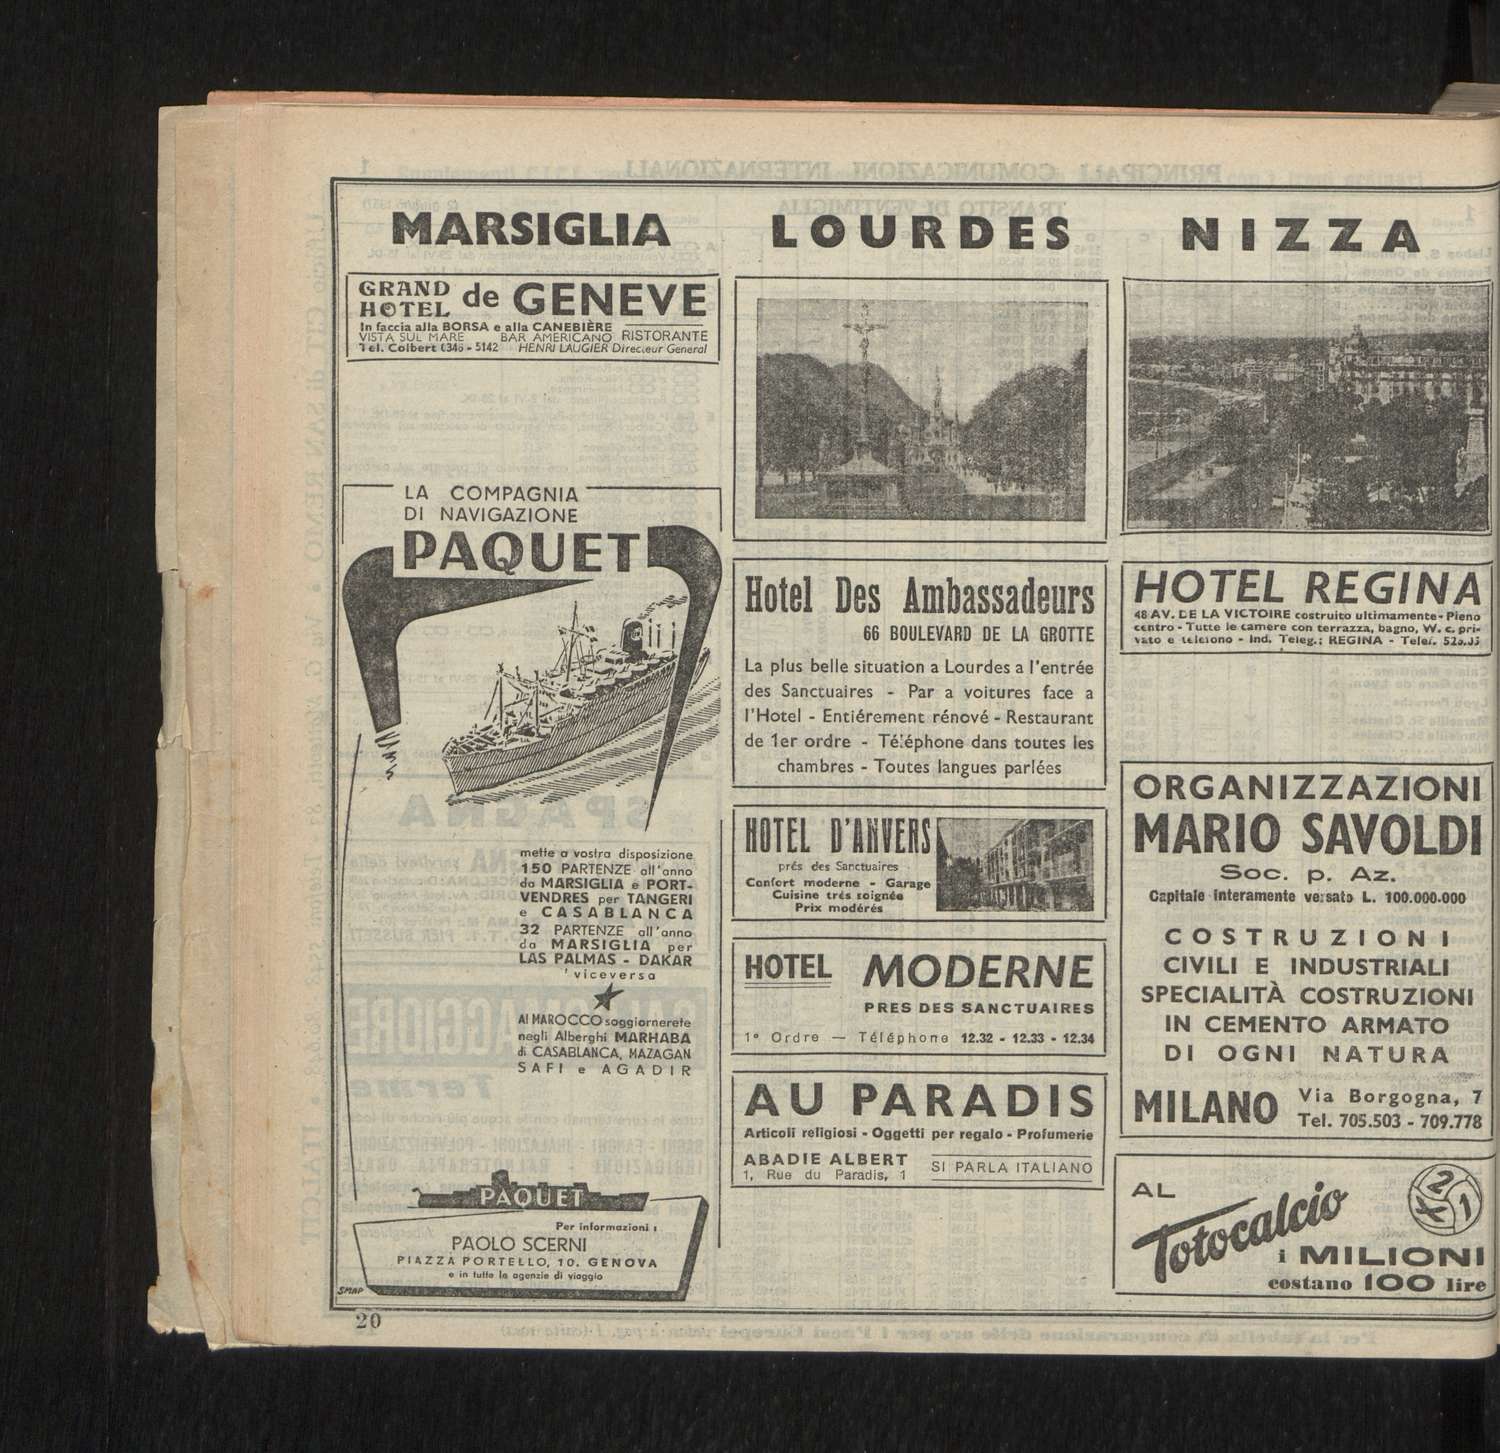 MARSIGLIA
GRAND HOTEL de GENEVE
In faccia alla BORSA e alla CANEBIÈRE
VISTA SUL MARE BAR AMERICANO RISTORANTE
Tel. Colbert 6346 - 5142 HENRI LAUGIER Directeur General
LA COMPAGNIA
DI NAVIGAZIONE
PAQUET
mette a vostra disposizione
150 PARTENZE all'anno
da MARSIGLIA e PORT-
VENDRES per TANGERI
e CASABLANCA
32 PARTENZE all'anno
da MARSIGLIA per
LAS PALMAS - DAKAR
viceversa
Al MAROCCO soggiornerete
negli Alberghi MARHABA
di CASABLANCA, MAZAGAN
SAFI e AGADIR
PAQUET
Per informazioni :
PAOLO SCERNI
PIAZZA PORTELLO, 10. GENOVA
e in tutte le agenzie di viaggio
SMAP
20
LOURDES
Hotel Des Ambassadeurs
66 BOULEVARD DE LA GROTTE
La plus belle situation a Lourdes a l'entrée
des Sanctuaires - Par a voitures face a
l'Hotel - Entiérement rénové - Restaurant
de 1er ordre - Téléphone dans toutes les
chambres - Toutes langues parlées
HOTEL D'ANVERS
prés des Sanctuaires
Confort moderne - Garage
Cuisine trés soignée
Prix modérés
HOTEL MODERNE
PRES DES SANCTUAIRES
1° Ordre — Téléphone 12.32 - 12.33 - 12.34
AU PARADIS
Articoli religiosi - Oggetti per regalo - Profumerie
ABADIE ALBERT
1, Rue du Paradis, 1
SI PARLA ITALIANO
NIZZA
HOTEL REGINA
48 AV. DE LA VICTOIRE costruito ultimamente - Pieno
centro - Tutte le camere con terrazza, bagno, W. c. pri-
vato e telefono - Ind. Teleg.: REGINA - Telef.
ORGANIZZAZIONI
MARIO SAVOLDI
Soc. p. Az.
Capitale interamente versato L. 100.000.000
COSTRUZIONI
CIVILI E INDUSTRIALI
SPECIALITÀ COSTRUZIONI
IN CEMENTO ARMATO
DI OGNI NATURA
MILANO Via Borgogna, 7
Tel. 705.503 - 709.778
AL
Totocalcio
1 X 2
i MILIONI
costano 100 lire